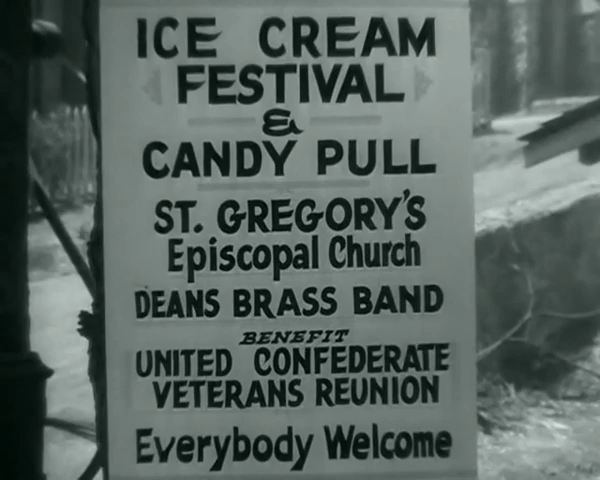 ICE CREAM
FESTIVAL
&
CANDY PULL
ST. GREGORY'S
Episcopal Church
DEANS BRASS BAND
BENEFIT
UNITED CONFEDERATE
VETERANS REUNION
Everybody Welcome